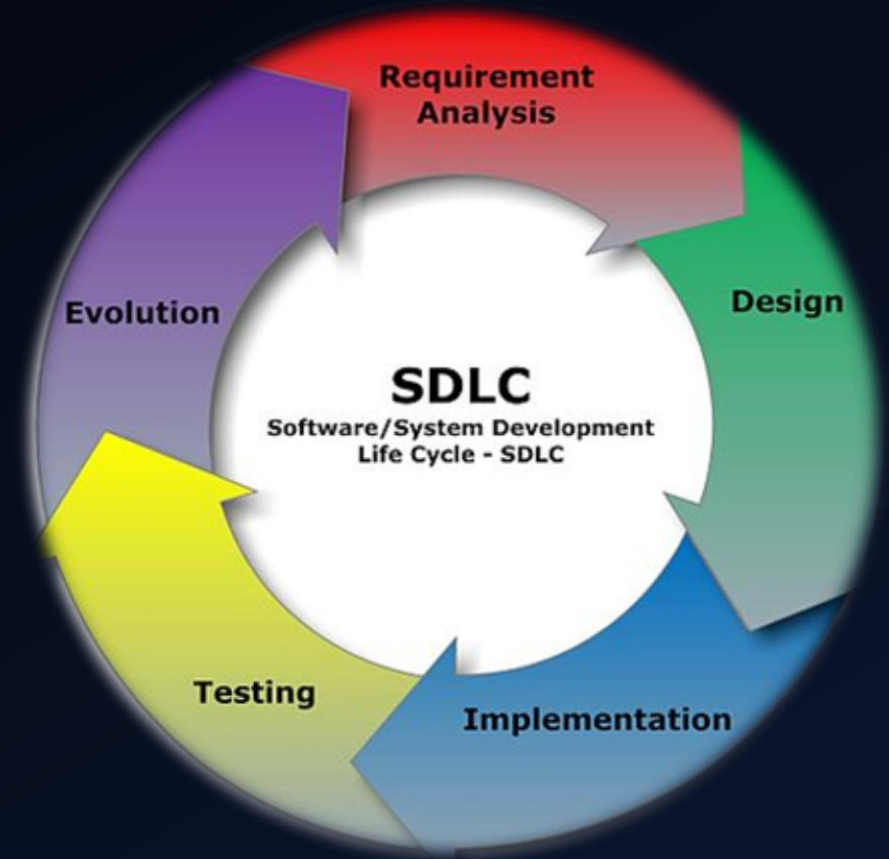 Requirement
Analysis
Design
Evolution
SDLC
Software/System Development
Life Cycle - SDLC
Testing
Implementation